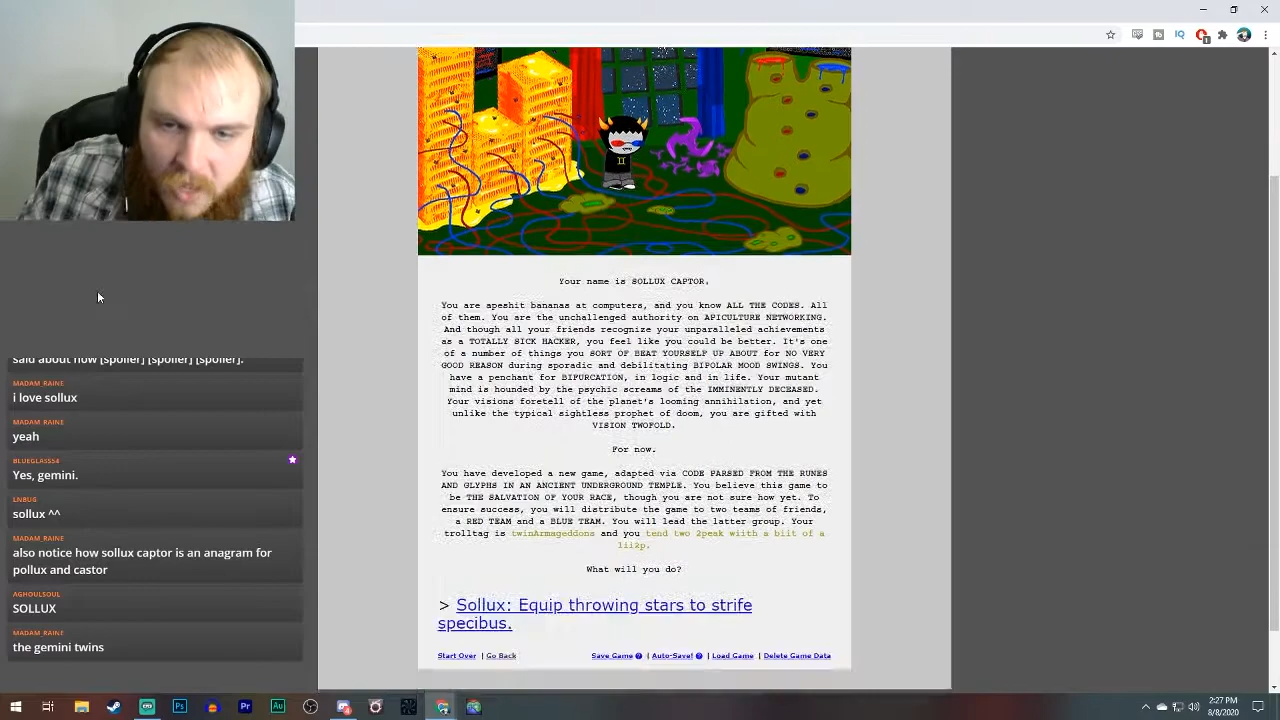 Your name is SOLLUX CAPTOR.
You are apeshit bananas at computers, and you know ALL THE CODES. All
of them. You are the unchallenged authority on APICULTURE NETWORKING.
And though all your friends recognize your unparalleled achievements
as a TOTALLY SICK HACKER, you feel like you could be better. It's one
of a number of things you SORT OF BEAT YOURSELF UP ABOUT for NO VERY
GOOD REASON during sporadic and debilitating BIPOLAR MOOD SWINGS. You
have a penchant for BIFURCATION, in logic and in life. Your mutant
mind is hounded by the psychic screams of the IMMINENTLY DECEASED.
Your visions foretell of the planet's looming annihilation, and yet
unlike the typical sightless prophet of doom, you are gifted with
VISION TWOFOLD.
For now.
You have developed a new game, adapted via CODE PARSED FROM THE RUNES
AND GLYPHS IN AN ANCIENT UNDERGROUND TEMPLE. You believe this game to
be THE SALVATION OF YOUR RACE, though you are not sure how yet. To
ensure success, you will distribute the game to two teams of friends,
a RED TEAM and a BLUE TEAM. You will lead the latter group. Your
trolltag is twinArmageddons and you tend two 2peak wiith a biit of a
lii2p.
What will you do?
> Sollux: Equip throwing stars to strife
specibus.
Start Over | Go Back
Save Game ? | Auto-Save! ? | Load Game | Delete Game Data
said about how [spoiler] [spoiler] [spoiler].
MADAM_RAINE
i love sollux
MADAM_RAINE
yeah
BLUEGLASS54
Yes, gemini.
LNBUG
sollux ^^
MADAM_RAINE
also notice how sollux captor is an anagram for
pollux and castor
AGHOULSOUL
SOLLUX
MADAM_RAINE
the gemini twins
2:27 PM
8/8/2020